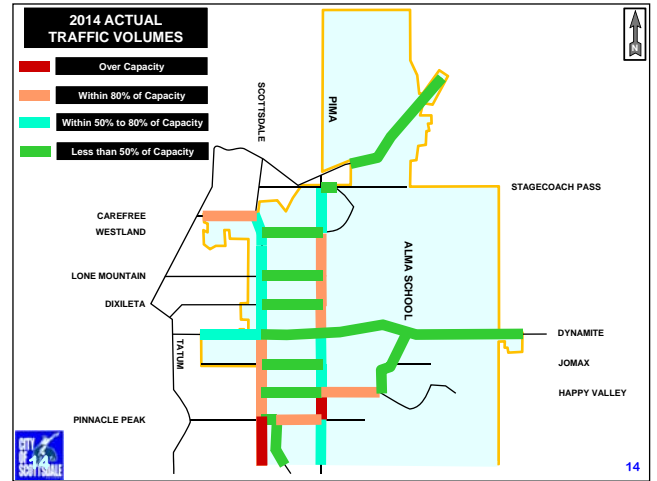 2014 ACTUAL
TRAFFIC VOLUMES
Over Capacity
Within 80% of Capacity
Within 50% to 80% of Capacity
Less than 50% of Capacity
N
SCOTTSDALE
PIMA
STAGECOACH PASS
CAREFREE
WESTLAND
ALMA SCHOOL
LONE MOUNTAIN
DIXILETA
DYNAMITE
TATUM
JOMAX
HAPPY VALLEY
PINNACLE PEAK
CITY
OF
SCOTTSDALE
14
14